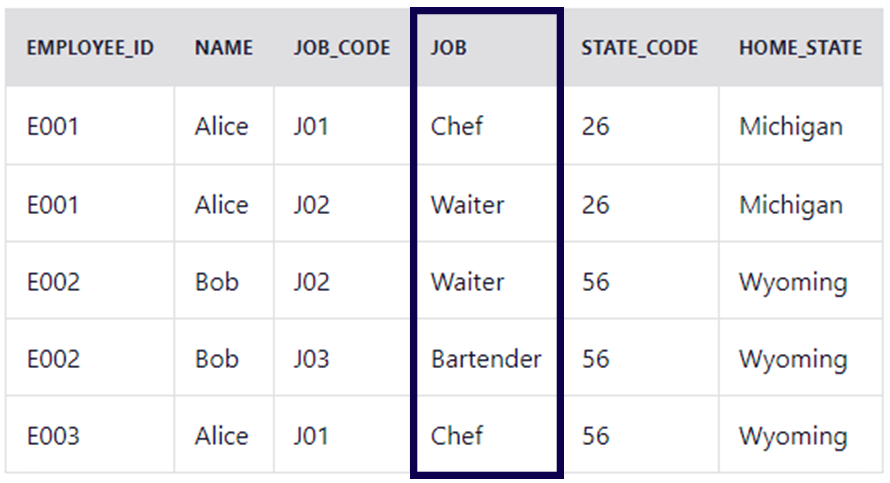 EMPLOYEE_ID NAME JOB_CODE JOB STATE_CODE HOME_STATE
E001 Alice J01 Chef 26 Michigan
E001 Alice J02 Waiter 26 Michigan
E002 Bob J02 Waiter 56 Wyoming
E002 Bob J03 Bartender 56 Wyoming
E003 Alice J01 Chef 56 Wyoming